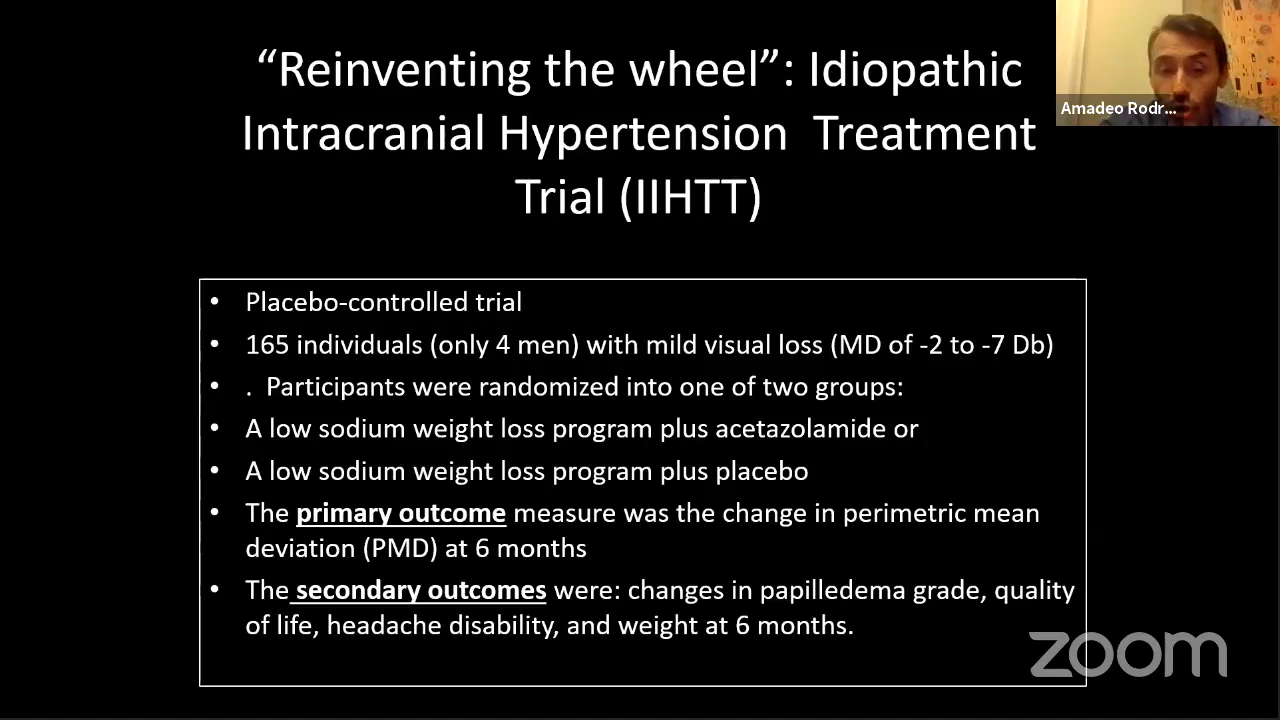 “Reinventing the wheel”: Idiopathic
Intracranial Hypertension Treatment
Trial (IIHTT)
Amadeo Rodr...
• Placebo-controlled trial
• 165 individuals (only 4 men) with mild visual loss (MD of -2 to -7 Db)
• . Participants were randomized into one of two groups:
• A low sodium weight loss program plus acetazolamide or
• A low sodium weight loss program plus placebo
• The primary outcome measure was the change in perimetric mean
deviation (PMD) at 6 months
• The secondary outcomes were: changes in papilledema grade, quality
of life, headache disability, and weight at 6 months.
zoom